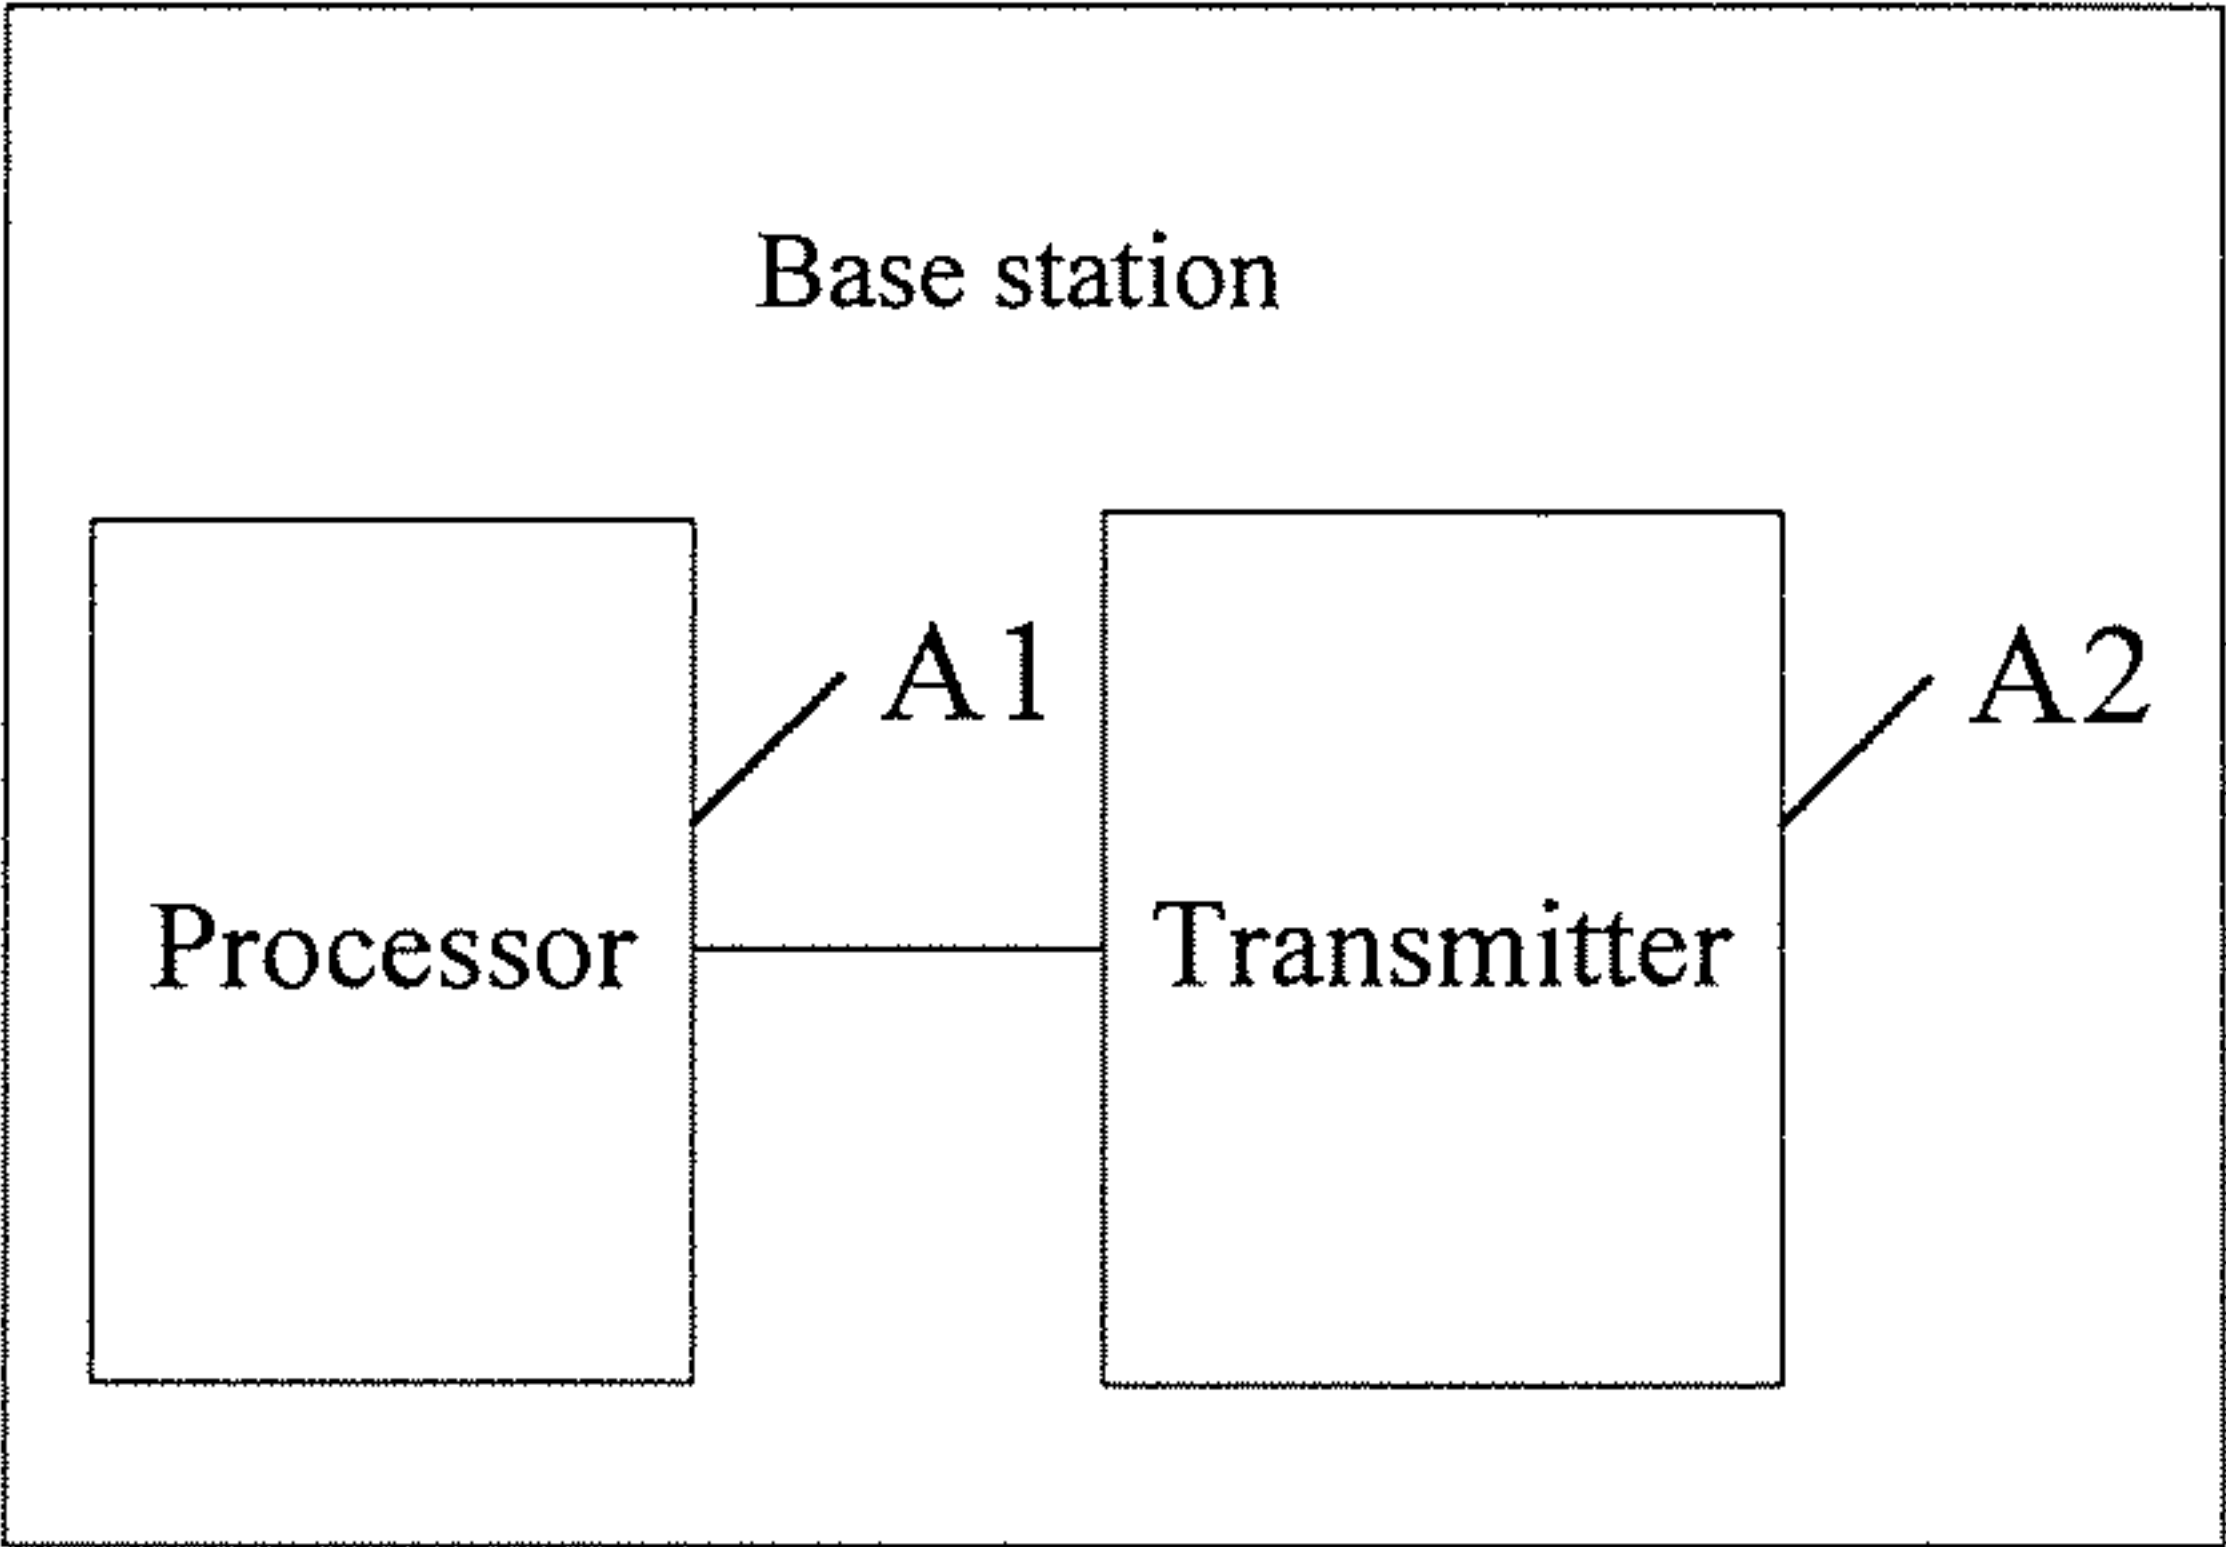 Base station
A1
A2
Processor
Transmitter